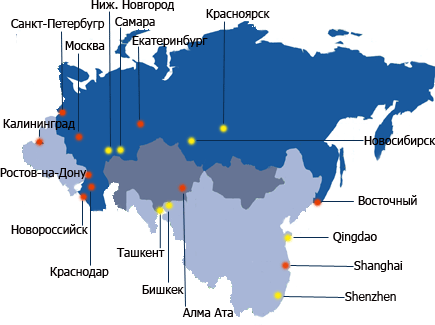 Ниж. Новгород
Санкт-Петербург
Самара
Красноярск
Москва
Екатеринбург
Калининград
Новосибирск
Ростов-на-Дону
Восточный
Новороссийск
Qingdao
Ташкент
Shanghai
Краснодар
Бишкек
Shenzhen
Алма Ата